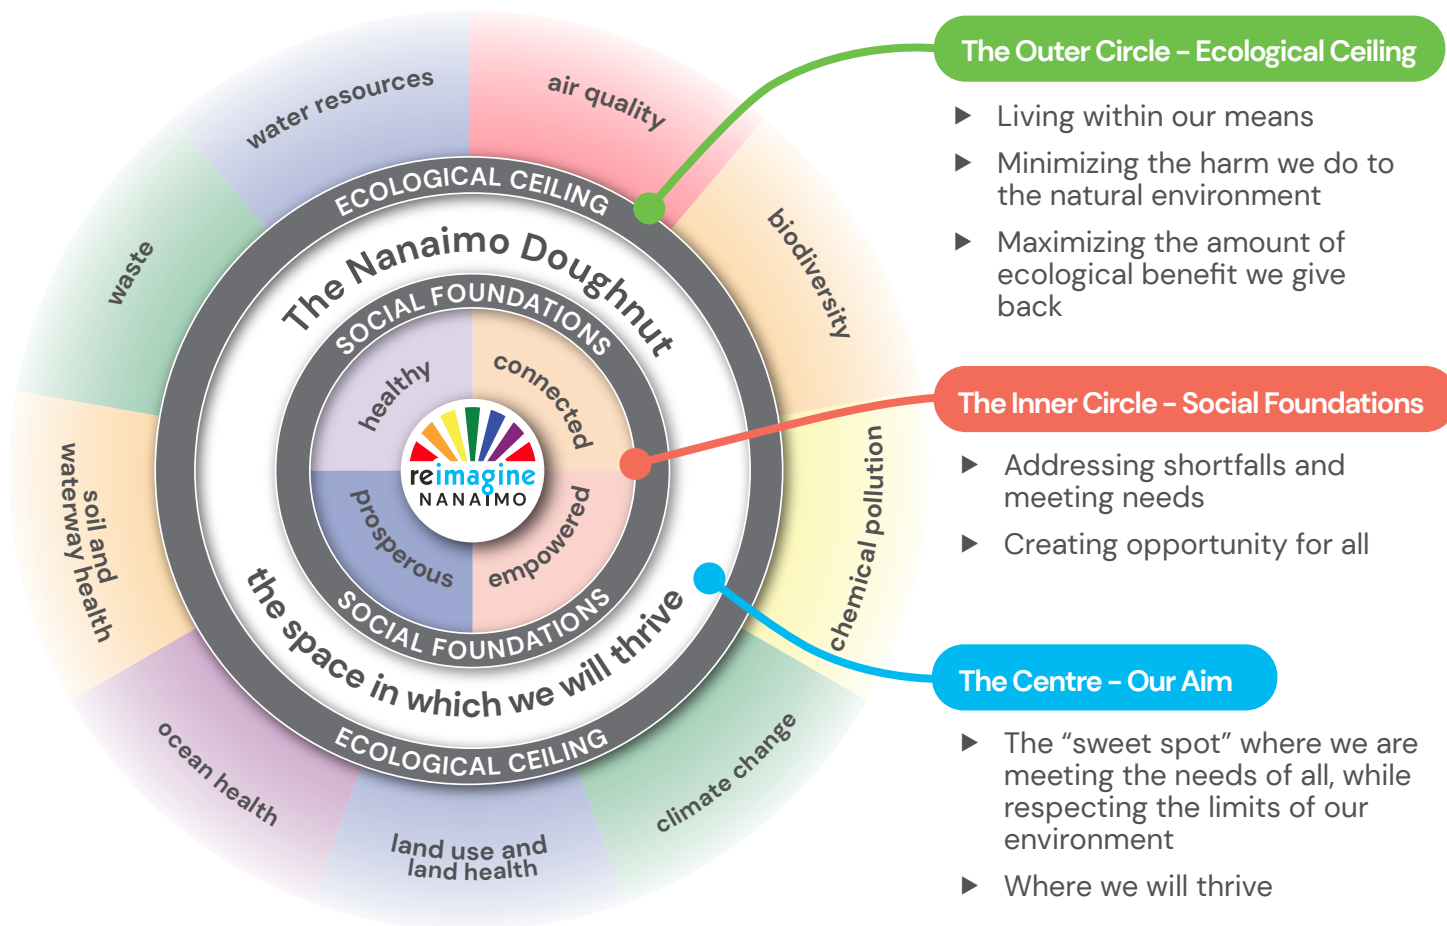 water resources
air quality
biodiversity
chemical pollution
climate change
land use and
land health
ocean health
soil and
waterway health
waste
ECOLOGICAL CEILING
The Nanaimo Doughnut
SOCIAL FOUNDATIONS
healthy
connected
reimagine
NANAIMO
prosperous
empowered
SOCIAL FOUNDATIONS
the space in which we will thrive
ECOLOGICAL CEILING
The Outer Circle – Ecological Ceiling
▶ Living within our means
▶ Minimizing the harm we do to
the natural environment
▶ Maximizing the amount of
ecological benefit we give
back
The Inner Circle – Social Foundations
▶ Addressing shortfalls and
meeting needs
▶ Creating opportunity for all
The Centre – Our Aim
▶ The “sweet spot” where we are
meeting the needs of all, while
respecting the limits of our
environment
▶ Where we will thrive